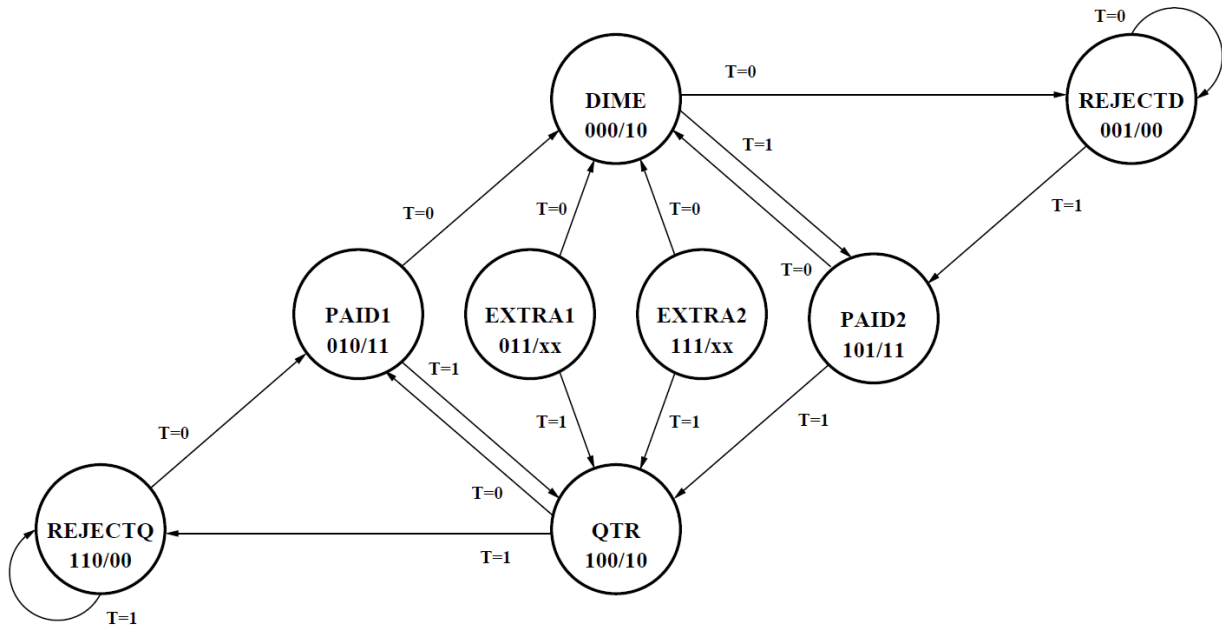 T=0
DIME
000/10
T=0
REJECTD
001/00
T=1
T=0
T=0
T=0
T=1
T=0
PAID1
010/11
EXTRA1
011/xx
EXTRA2
111/xx
PAID2
101/11
T=1
T=0
T=1
T=1
T=1
T=0
REJECTQ
110/00
QTR
100/10
T=1
T=1